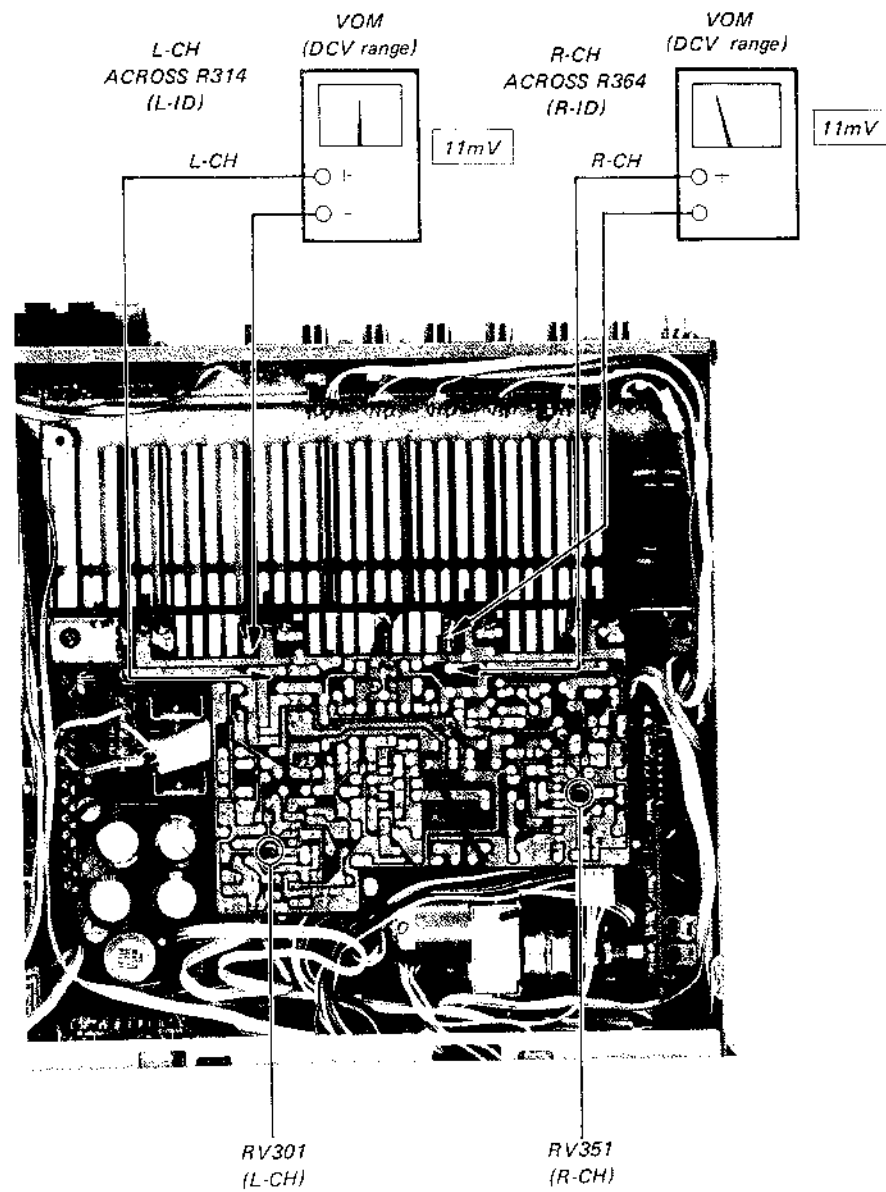 L-CH
ACROSS R314
(L-ID)
VOM
(DCV range)
11mV
L-CH
R-CH
ACROSS R364
(R-ID)
VOM
(DCV range)
11mV
R-CH
+
-
+
RV301
(L-CH)
RV351
(R-CH)